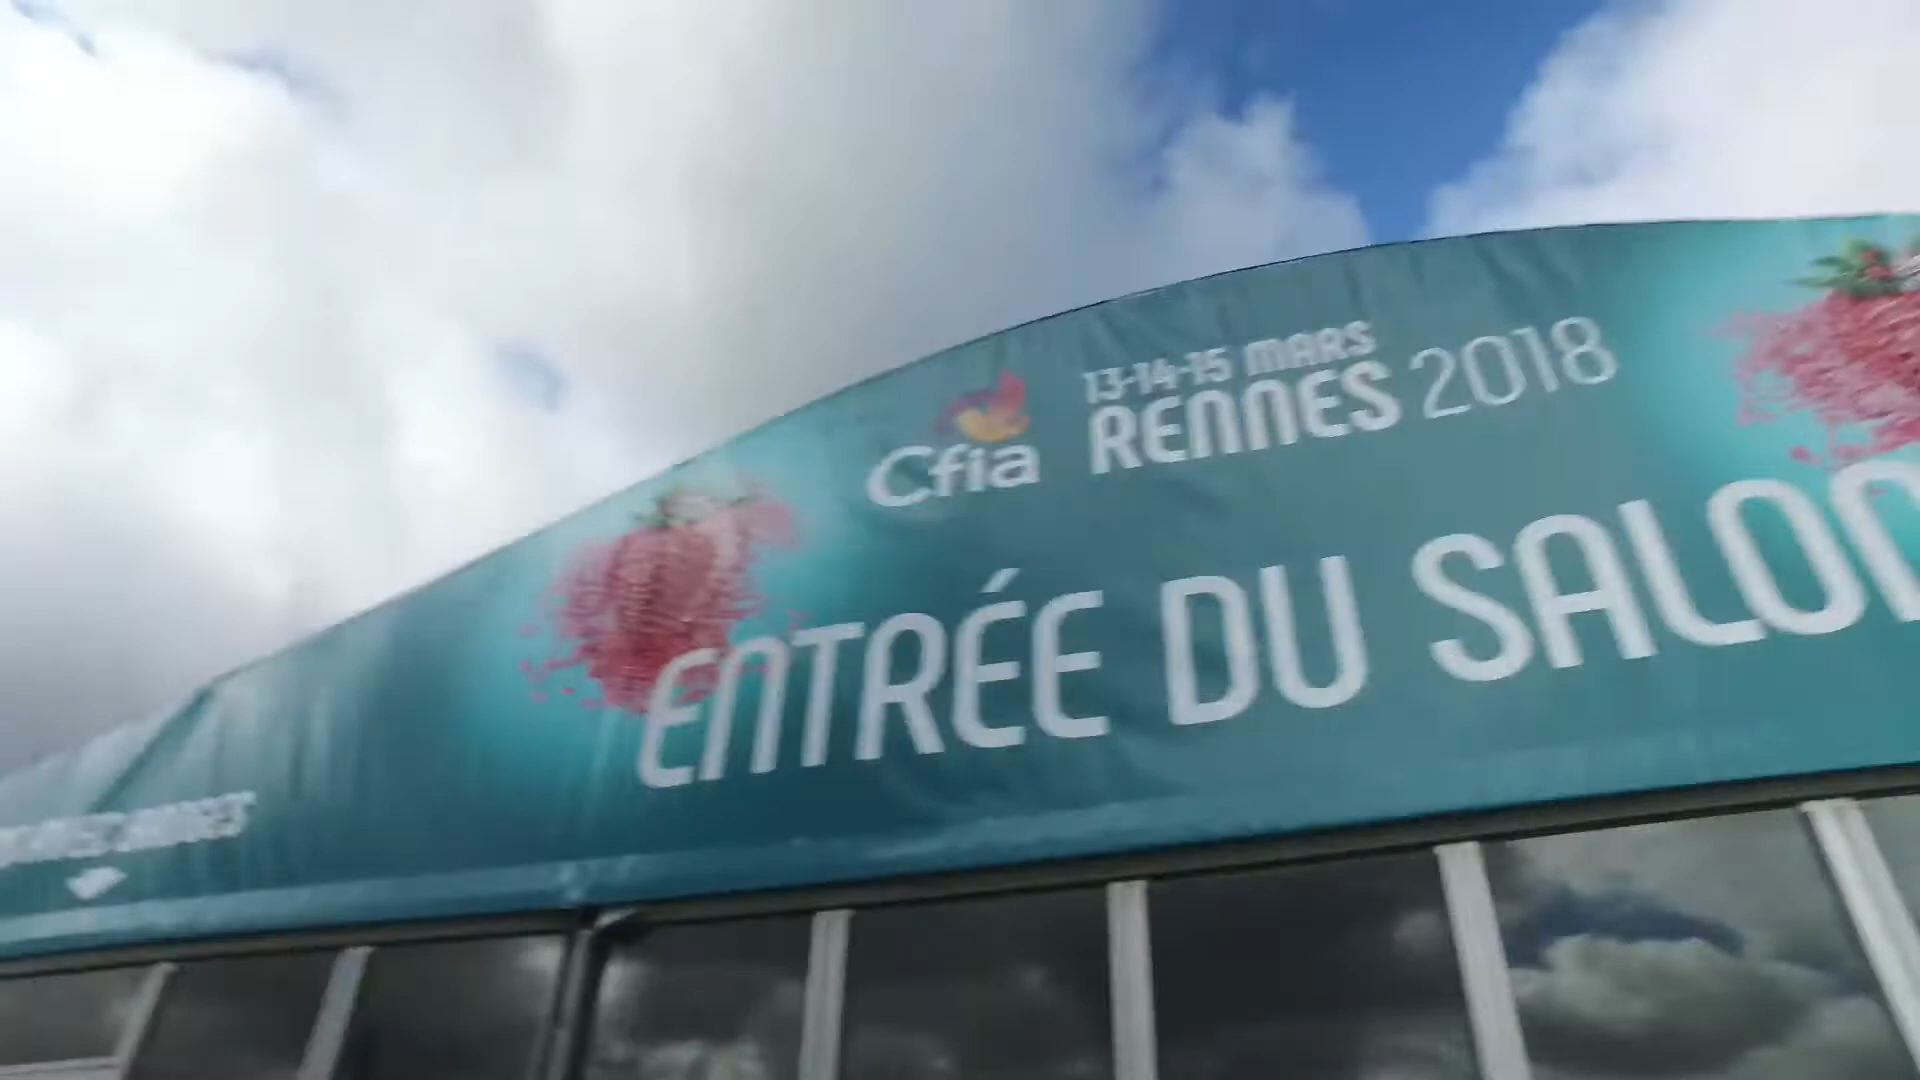 Cfia
13-14-15 MARS
RENNES 2018
ENTRÉE DU SALON